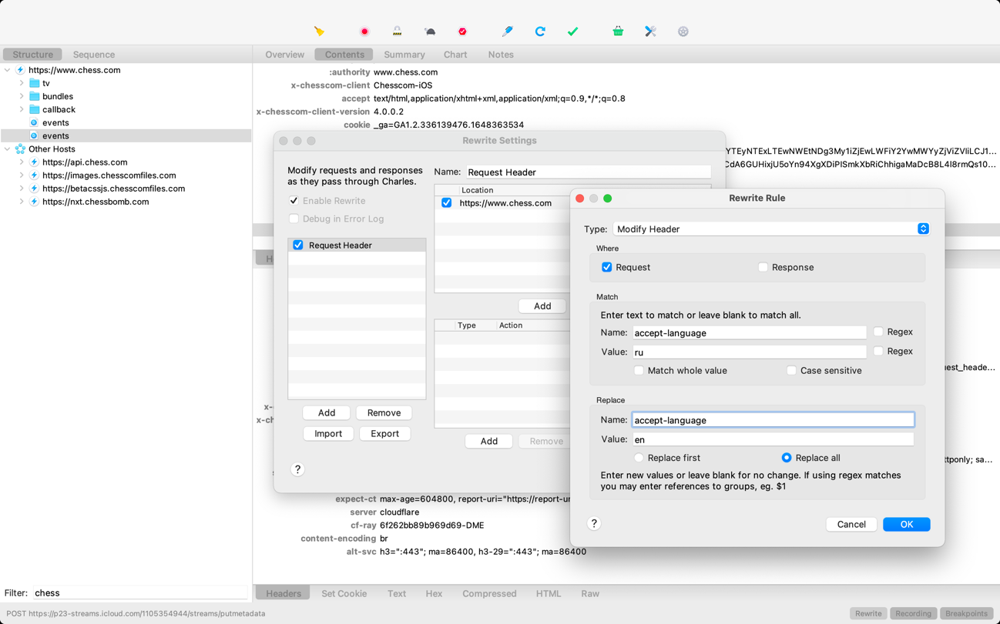 Structure Sequence
Overview Contents Summary Chart Notes
https://www.chess.com
tv
bundles
callback
events
events
Other Hosts
https://api.chess.com
https://images.chesscomfiles.com
https://betacssjs.chesscomfiles.com
https://nxt.chessbomb.com
:authority www.chess.com
x-chesscom-client Chesscom-iOS
accept text/html,application/xhtml+xml,application/xml;q=0.9,*/*;q=0.8
x-chesscom-client-version 4.0.0.2
cookie _ga=GA1.2.336139476.1648363534
Rewrite Settings
Modify requests and responses
as they pass through Charles.
Enable Rewrite
Debug in Error Log
Request Header
Add Remove
Import Export
?
Name: Request Header
Location
https://www.chess.com
Add
Type Action
Add Remove
Rewrite Rule
Type: Modify Header
Where
Request Response
Match
Enter text to match or leave blank to match all.
Name: accept-language Regex
Value: ru Regex
Match whole value Case sensitive
Replace
Name: accept-language
Value: en
Replace first Replace all
Enter new values or leave blank for no change. If using regex matches
you may enter references to groups, eg. $1
? Cancel OK
x-
x-ch
est_heade...
ttponly; sa...
expect-ct max-age=604800, report-uri="https://report-ur
server cloudflare
cf-ray 6f262bb89b969d69-DME
content-encoding br
alt-svc h3=":443"; ma=86400, h3-29=":443"; ma=86400
Filter: chess
Headers Set Cookie Text Hex Compressed HTML Raw
POST https://p23-streams.icloud.com/1105354944/streams/putmetadata
Rewrite Recording Breakpoints